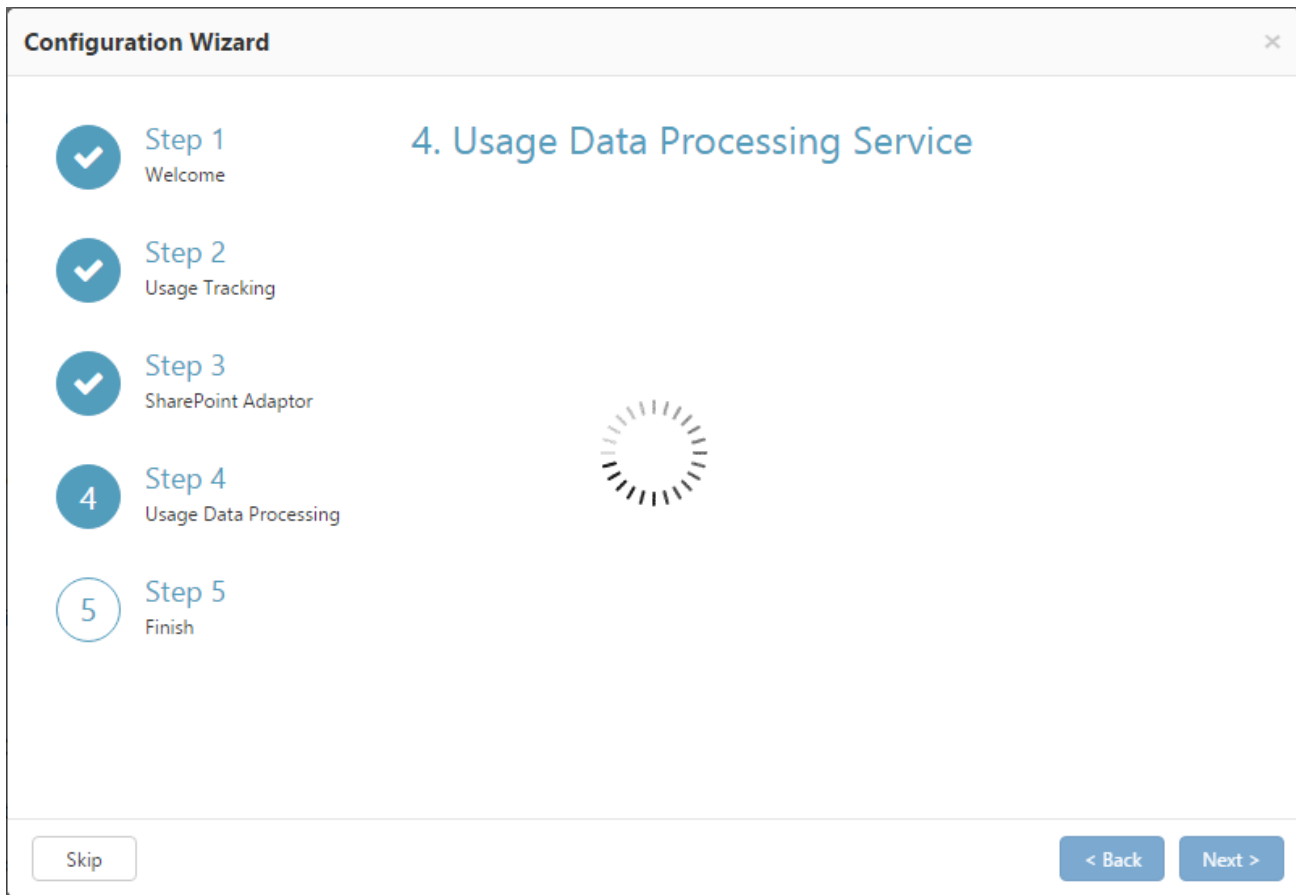 Configuration Wizard
×
Step 1
Welcome
4. Usage Data Processing Service
Step 2
Usage Tracking
Step 3
SharePoint Adaptor
4
Step 4
Usage Data Processing
5
Step 5
Finish
Skip
< Back
Next >